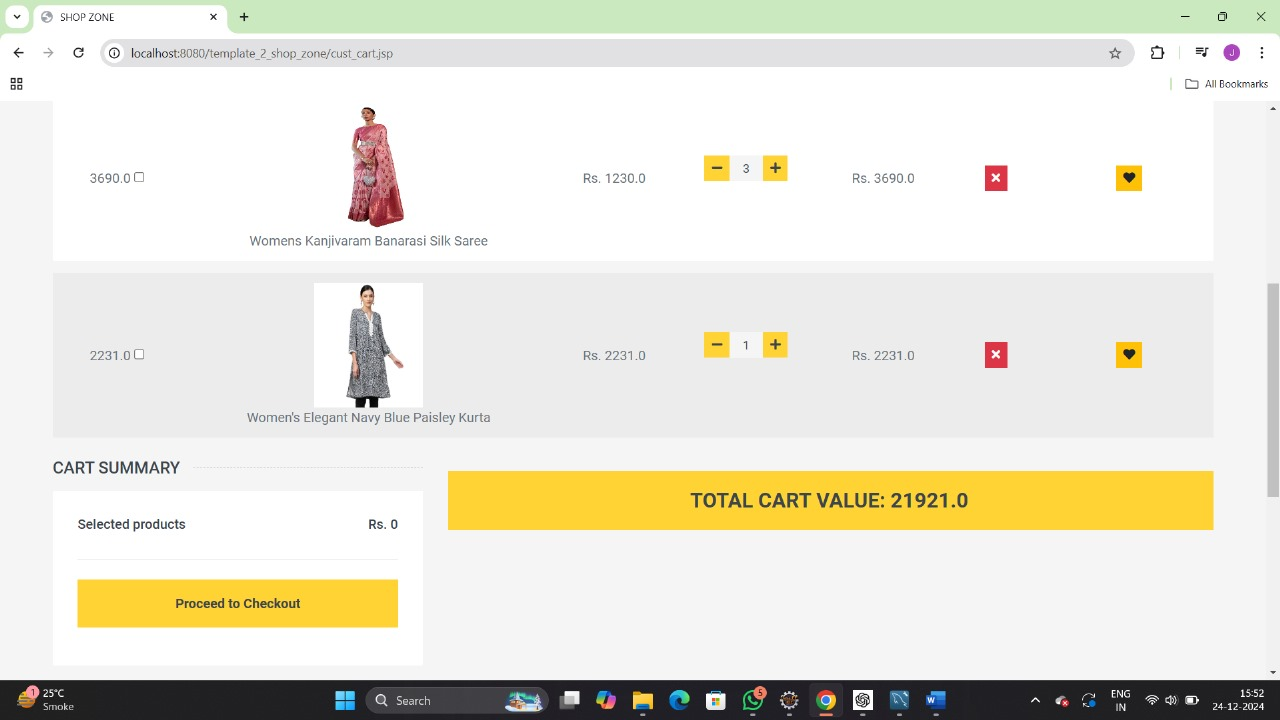 SHOP ZONE
localhost:8080/template_2_shop_zone/cust_cart.jsp
J
All Bookmarks
3690.0 Rs. 1230.0 3 Rs. 3690.0
Womens Kanjivaram Banarasi Silk Saree
2231.0 Rs. 2231.0 1 Rs. 2231.0
Women's Elegant Navy Blue Paisley Kurta
CART SUMMARY
TOTAL CART VALUE: 21921.0
Selected products Rs. 0
Proceed to Checkout
1
25°C
Smoke
Search
5
W
ENG
IN
15:52
24-12-2024